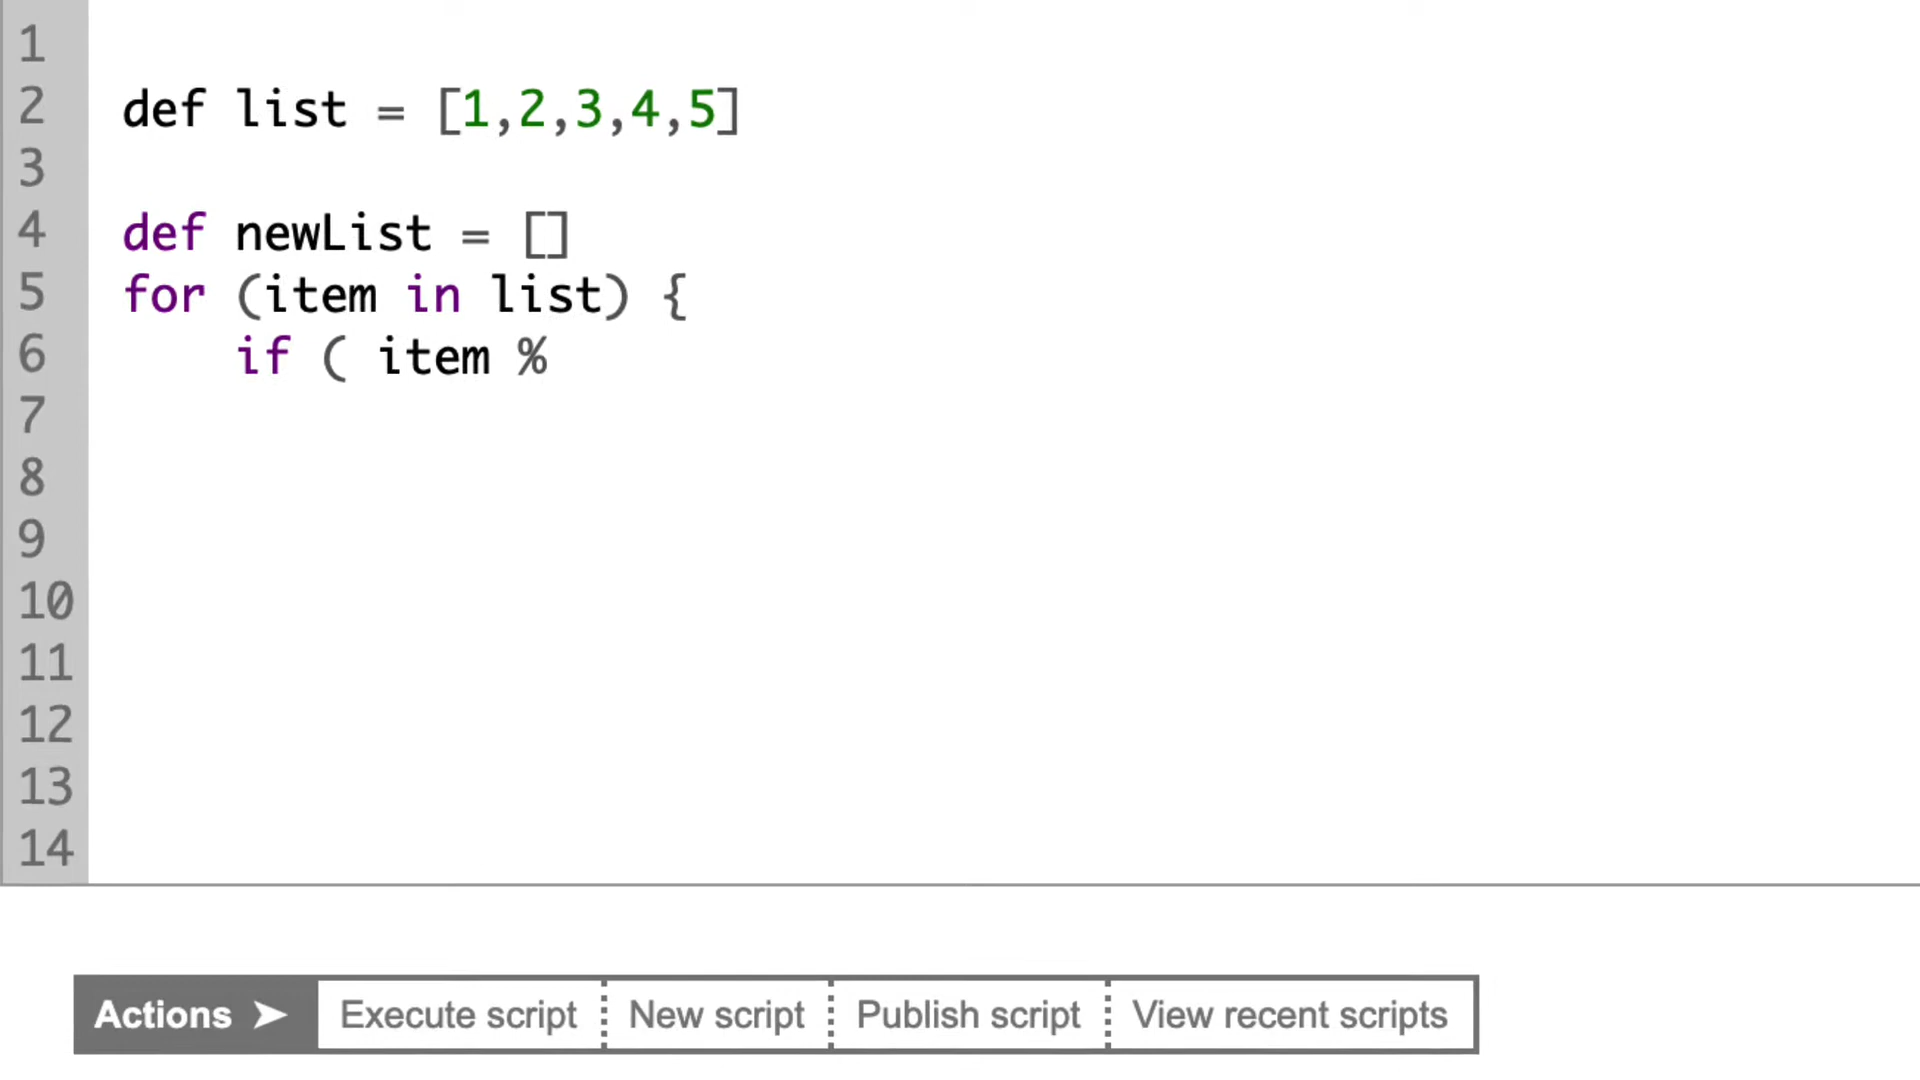 1
2 def list = [1,2,3,4,5]
3
4 def newList = []
5 for (item in list) {
6 if ( item %
7
8
9
10
11
12
13
14
Actions ➤ Execute script New script Publish script View recent scripts